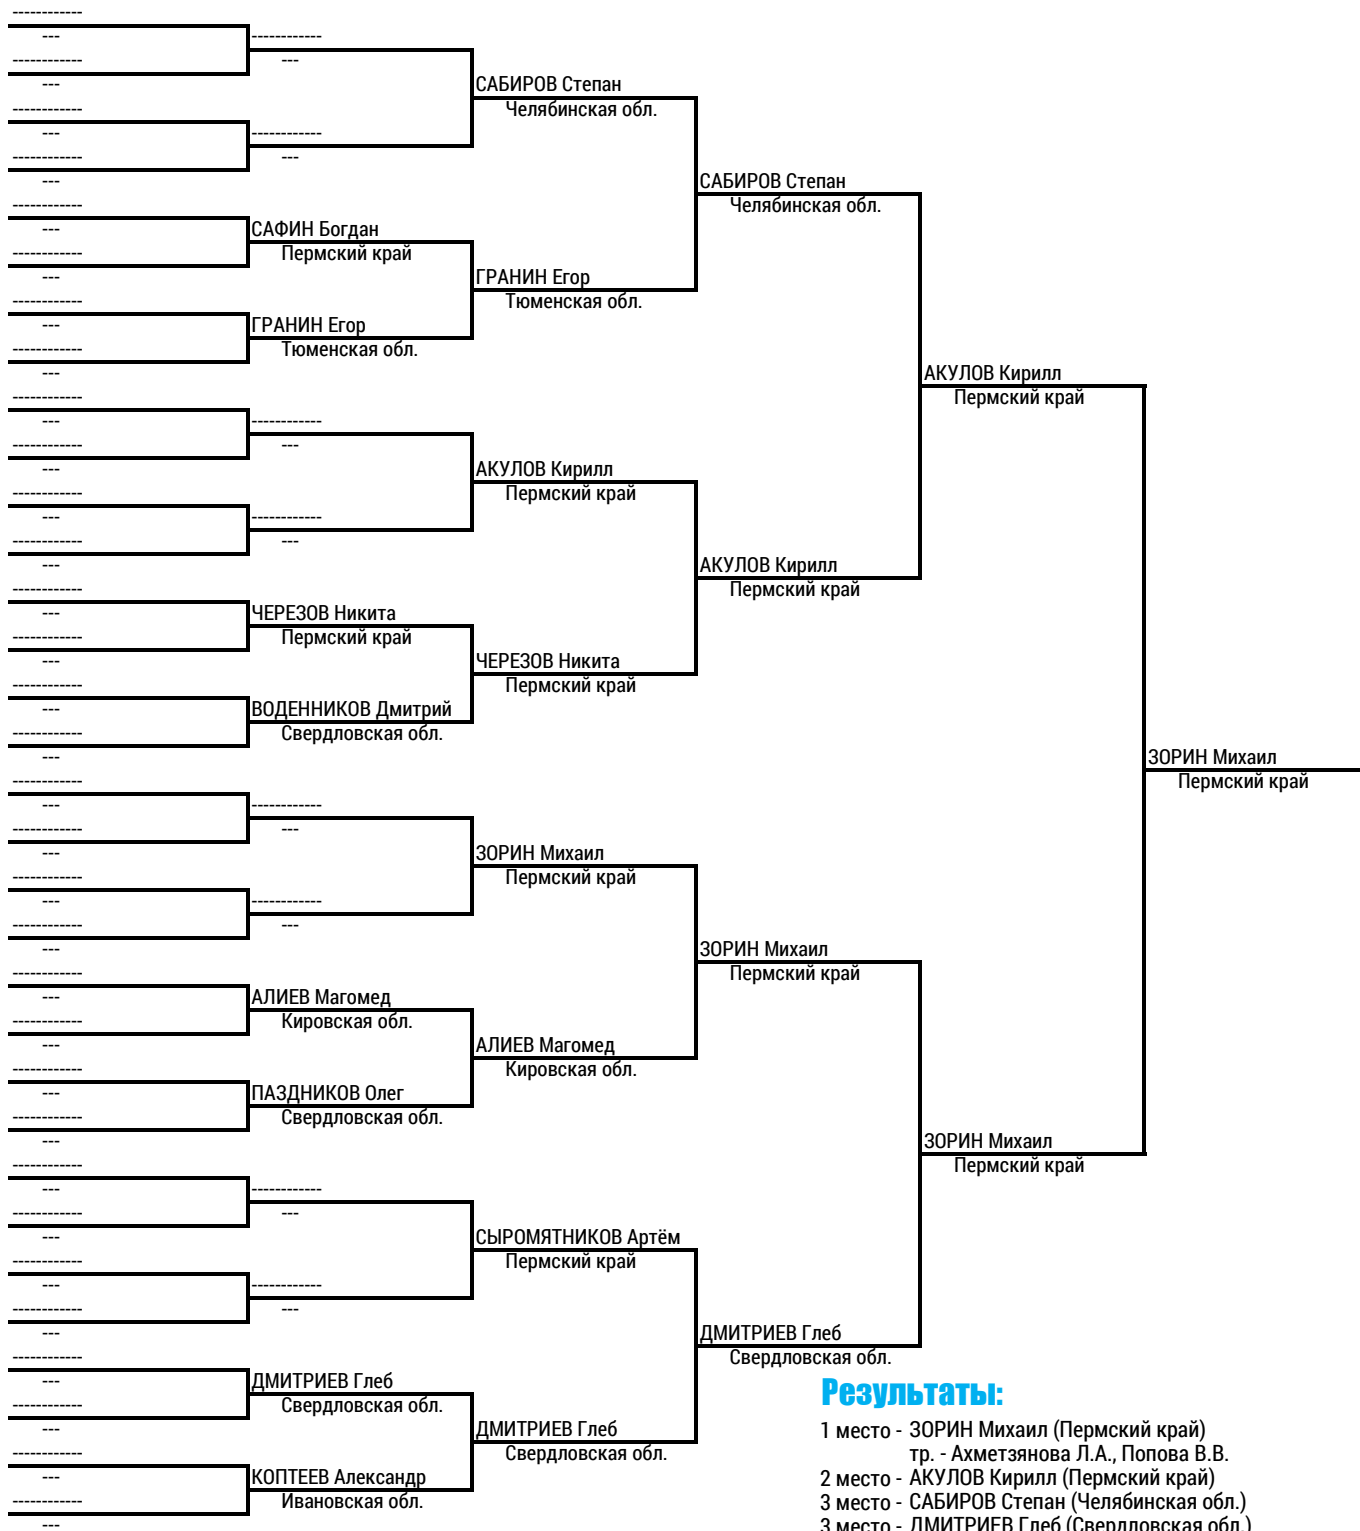 ------------
---
------------
---
------------
---
------------
---
------------
---
------------
---
------------
---
------------
---
------------
---
------------
---
------------
---
------------
---
------------
---
------------
---
------------
---
------------
---
------------
---
------------
---
------------
---
------------
---
------------
---
------------
---
------------
---
------------
---
------------
---
------------
---
------------
---
------------
---
------------
---
------------
---
------------
---
------------
---
------------
---
------------
---
САФИН Богдан
Пермский край
ГРАНИН Егор
Тюменская обл.
------------
---
------------
---
ЧЕРЕЗОВ Никита
Пермский край
ВОДЕННИКОВ Дмитрий
Свердловская обл.
------------
---
------------
---
АЛИЕВ Магомед
Кировская обл.
ПАЗДНИКОВ Олег
Свердловская обл.
------------
---
------------
---
ДМИТРИЕВ Глеб
Свердловская обл.
КОПТЕЕВ Александр
Ивановская обл.
САБИРОВ Степан
Челябинская обл.
ГРАНИН Егор
Тюменская обл.
АКУЛОВ Кирилл
Пермский край
ЧЕРЕЗОВ Никита
Пермский край
ЗОРИН Михаил
Пермский край
АЛИЕВ Магомед
Кировская обл.
СЫРОМЯТНИКОВ Артём
Пермский край
ДМИТРИЕВ Глеб
Свердловская обл.
САБИРОВ Степан
Челябинская обл.
АКУЛОВ Кирилл
Пермский край
ЗОРИН Михаил
Пермский край
ДМИТРИЕВ Глеб
Свердловская обл.
АКУЛОВ Кирилл
Пермский край
ЗОРИН Михаил
Пермский край
ЗОРИН Михаил
Пермский край
Результаты:
1 место - ЗОРИН Михаил (Пермский край)
тр. - Ахметзянова Л.А., Попова В.В.
2 место - АКУЛОВ Кирилл (Пермский край)
3 место - САБИРОВ Степан (Челябинская обл.)
3 место - ДМИТРИЕВ Глеб (Свердловская обл.)